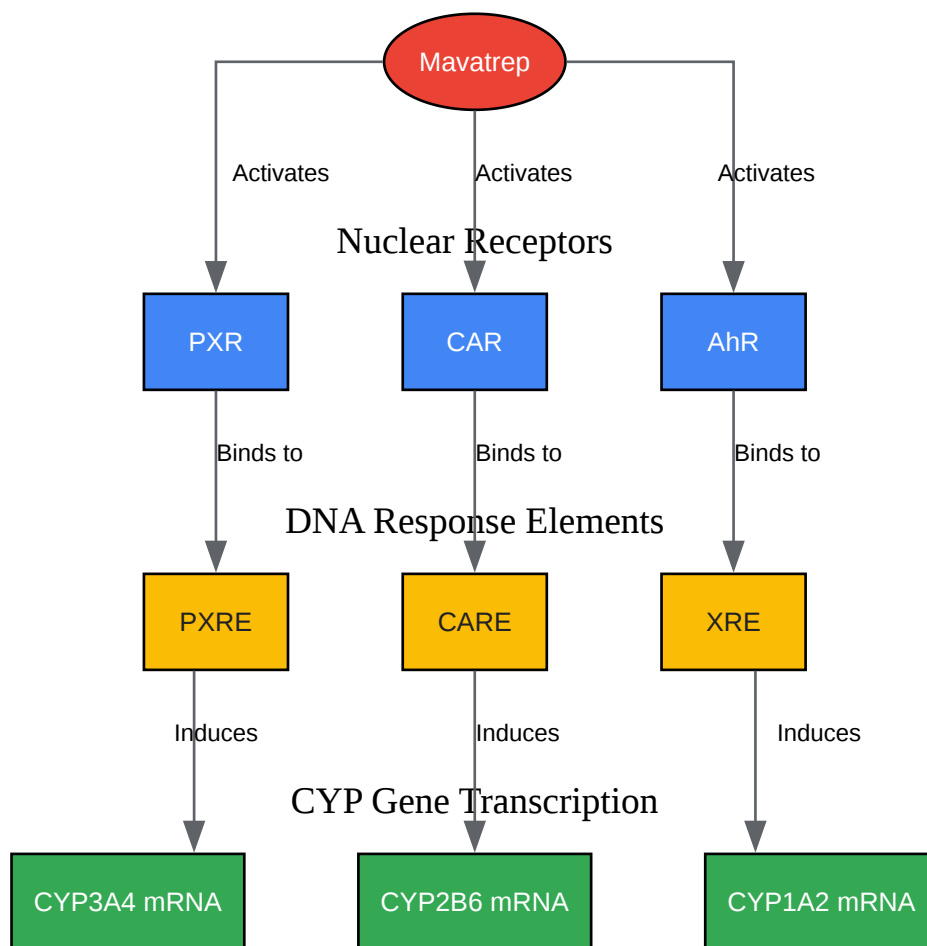 Mavatrep
Activates Activates Activates
Nuclear Receptors
PXR CAR AhR
Binds to Binds to Binds to
DNA Response Elements
PXRE CARE XRE
Induces Induces Induces
CYP Gene Transcription
CYP3A4 mRNA CYP2B6 mRNA CYP1A2 mRNA